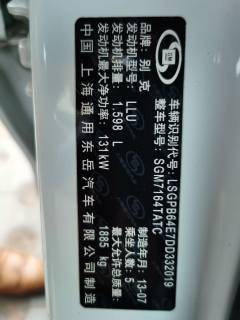 品牌:别克
发动机型号:LLU
发动机排量:1.598 L
发动机最大净功率:131kW
中国 上海通用东岳汽车有限公司制造
车辆识别代号:LSGPB64E7DD332019
整车型号:SGM7164TATC
制造年月:13-07
乘坐人数:5
最大允许总质量:1885 kg